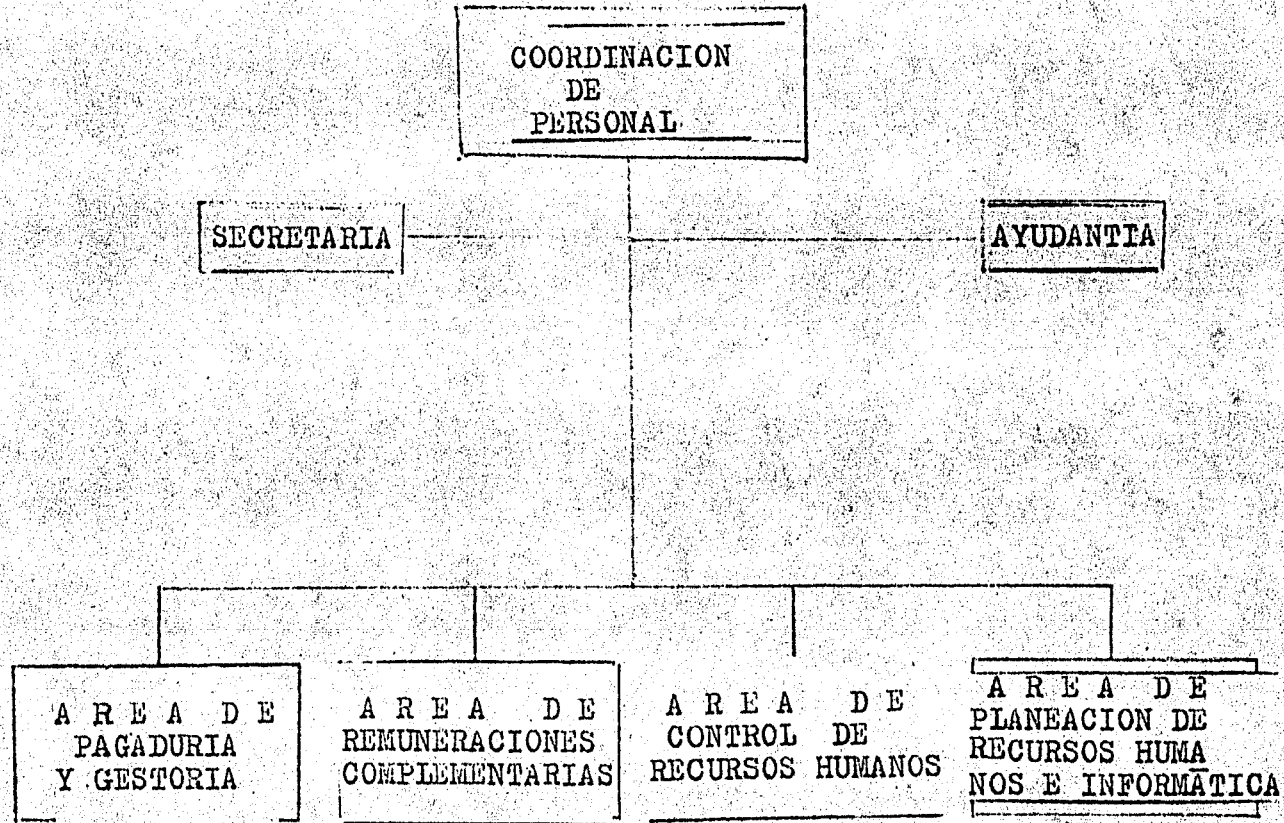 COORDINACION
DE
PERSONAL
SECRETARIA
AYUDANTIA
A R E A D E
PAGADURIA
Y GESTORIA
A R E A D E
REMUNERACIONES
COMPLEMENTARIAS
A R E A D E
CONTROL DE
RECURSOS HUMANOS
A R E A D E
PLANEACION DE
RECURSOS HUMA
NOS E INFORMATICA